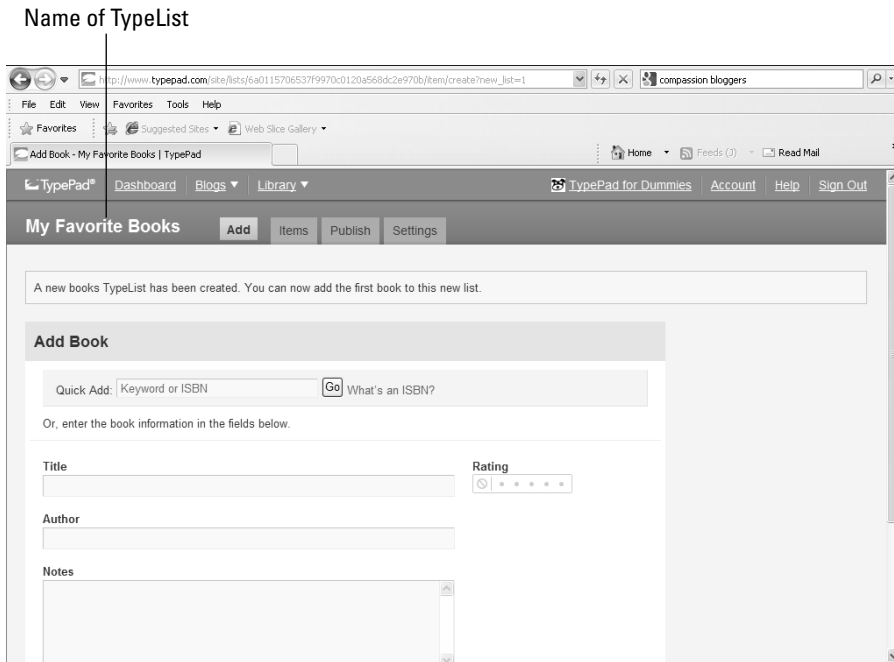 Name of TypeList
http://www.typepad.com/site/lists/6a0115706537f9970c0120a568dc2e970b/item/create?new_list=1
compassion bloggers
File Edit View Favorites Tools Help
Favorites Suggested Sites Web Slice Gallery
Add Book - My Favorite Books | TypePad
Home Feeds (J) Read Mail
TypePad® Dashboard Blogs Library TypePad for Dummies Account Help Sign Out
My Favorite Books Add Items Publish Settings
A new books TypeList has been created. You can now add the first book to this new list.
Add Book
Quick Add: Keyword or ISBN Go What's an ISBN?
Or, enter the book information in the fields below.
Title Rating
Author
Notes